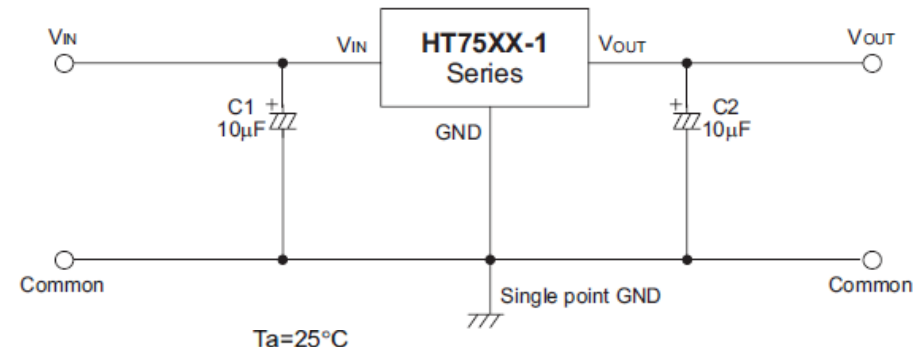 VIN
VIN
HT75XX-1
Series
VOUT
VOUT
C1
10μF
+
GND
+
C2
10μF
Common
Single point GND
Common
Ta=25°C